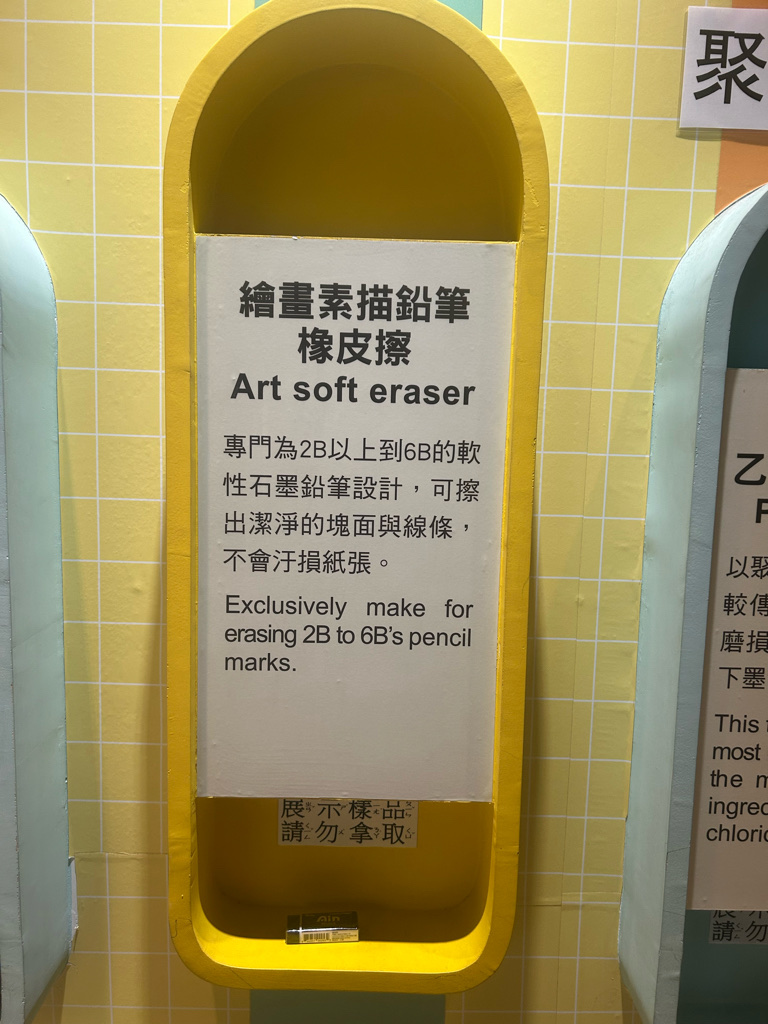 繪畫素描鉛筆
橡皮擦
Art soft eraser
專門為2B以上到6B的軟
性石墨鉛筆設計，可擦
出潔淨的塊面與線條，
不會汙損紙張。
Exclusively make for
erasing 2B to 6B's pencil
marks.
展示樣品
請勿拿取
Ain
聚
乙
以聚
較傳
磨損
下墨
This
most
the
chlori
請勿